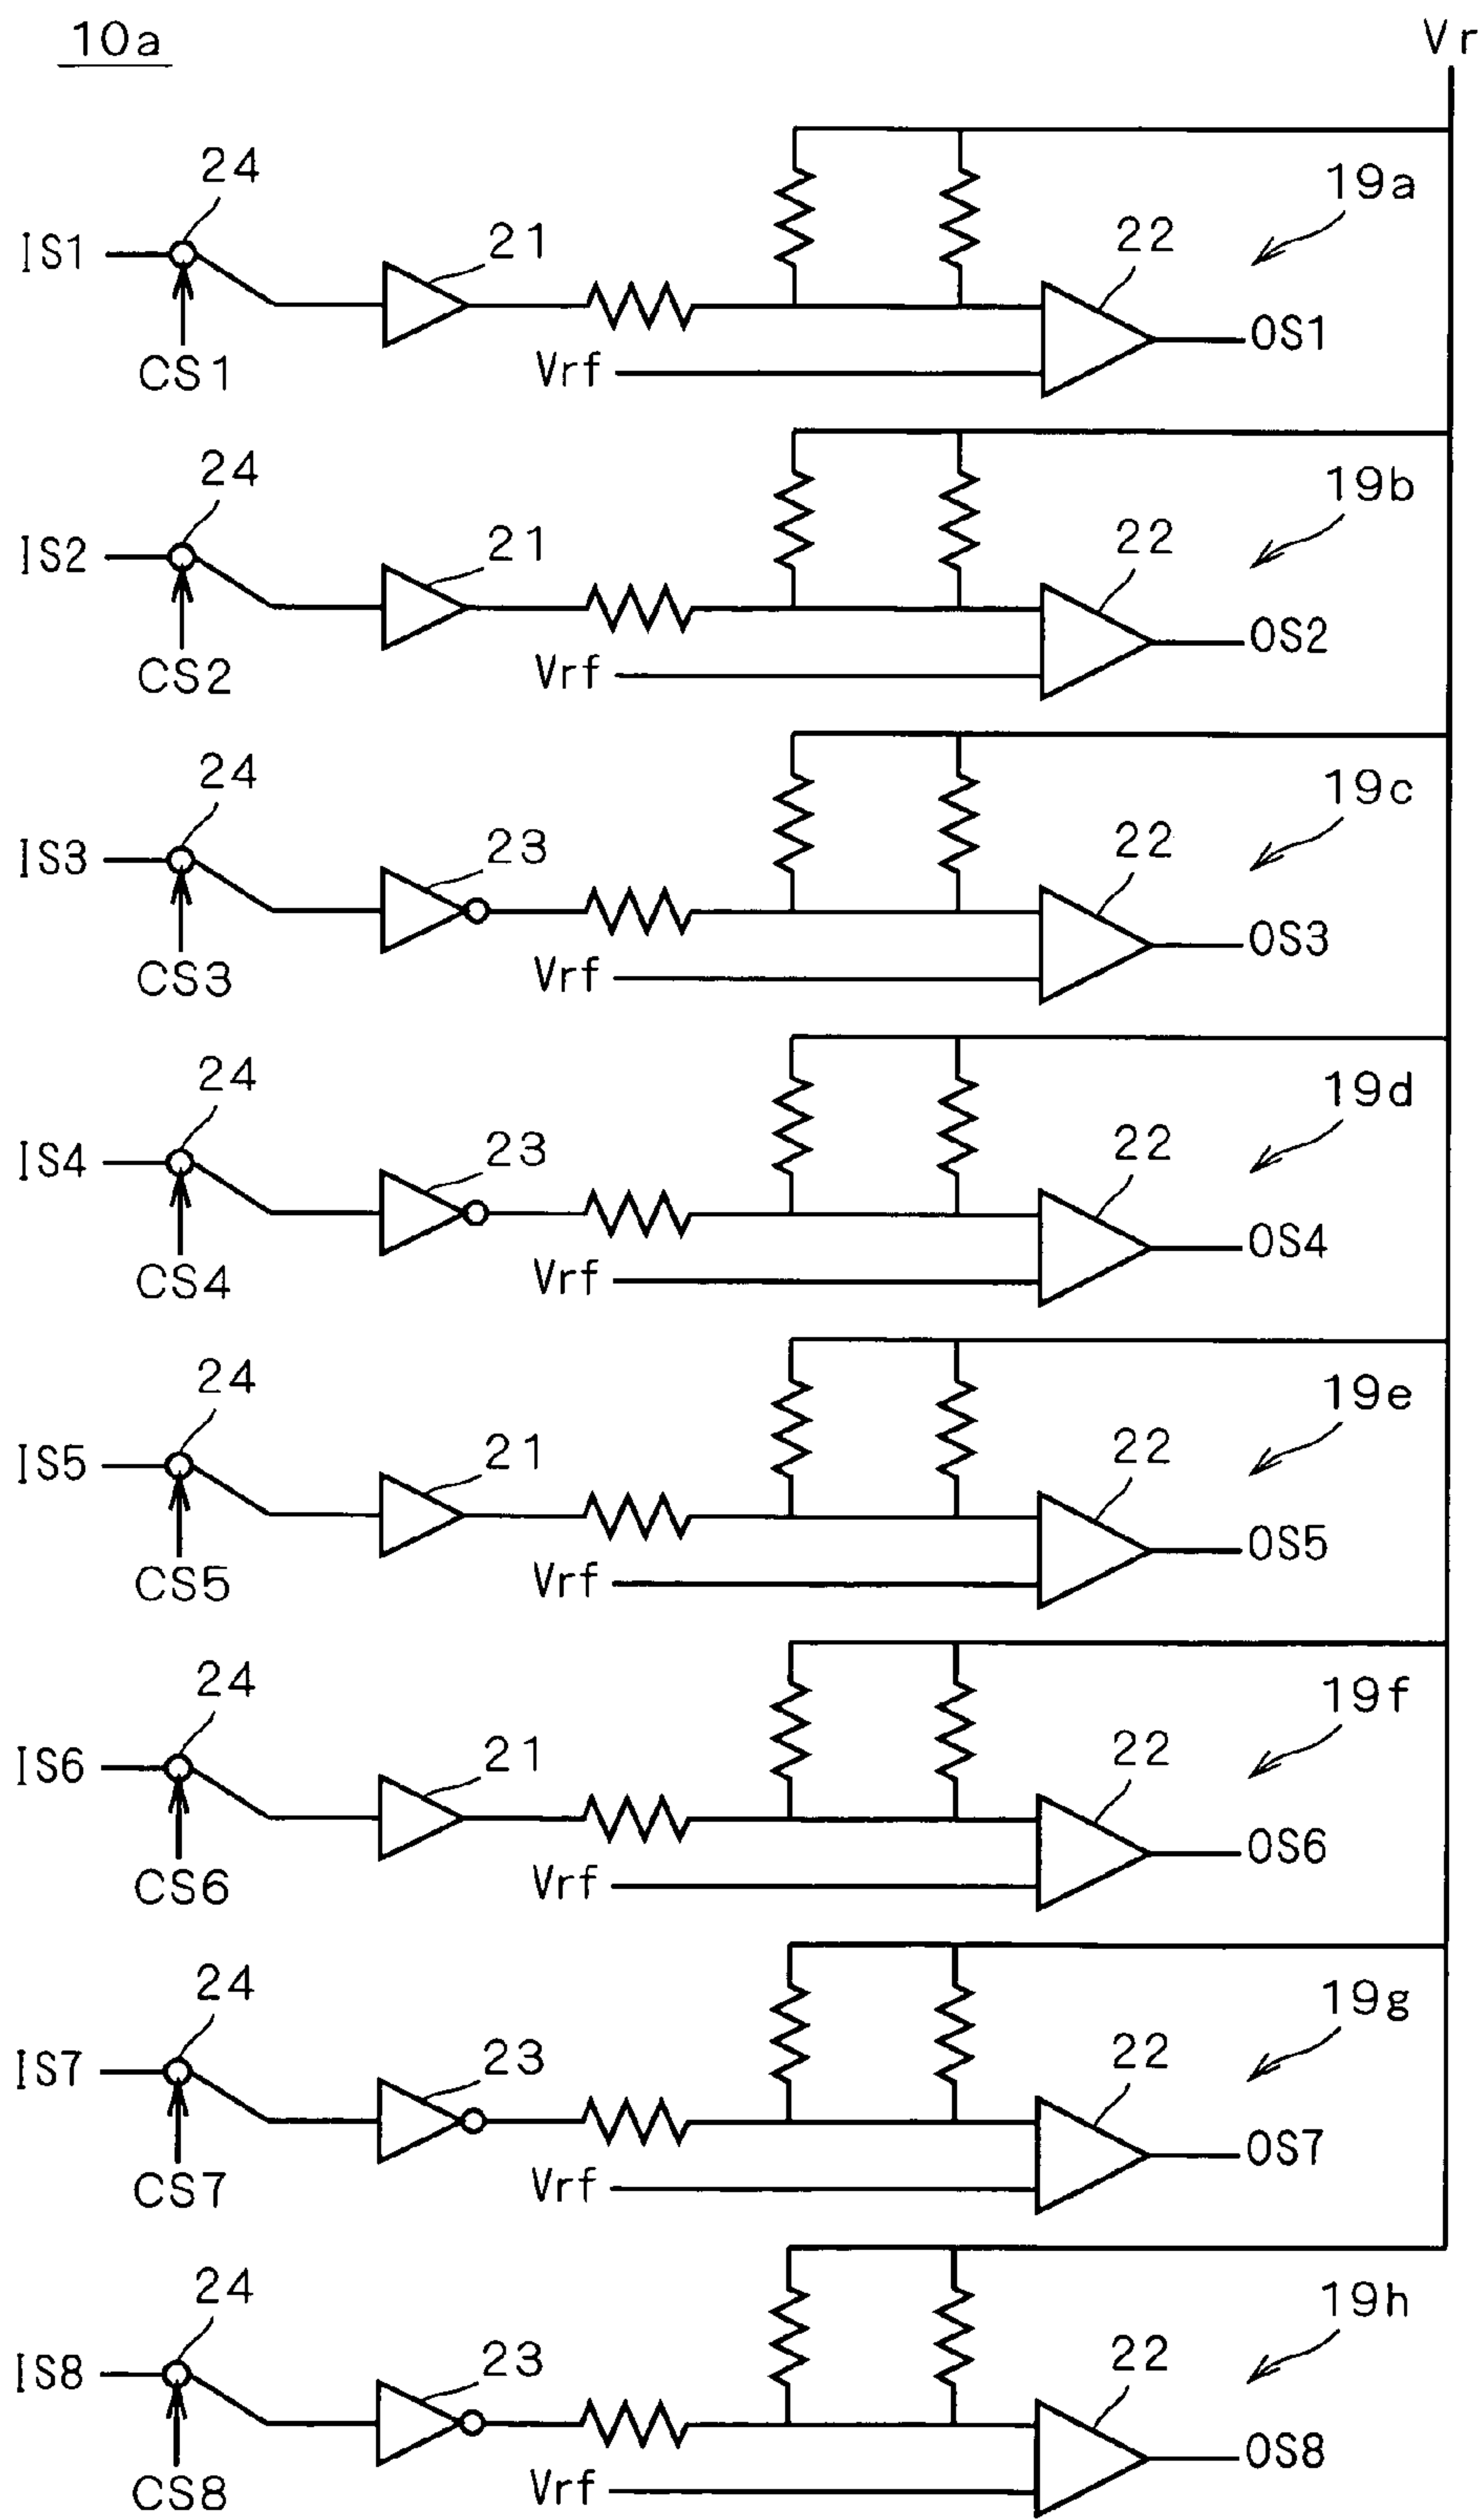 10a
Vr
24
19a
21
22
IS1
OS1
CS1
Vrf
24
19b
21
22
IS2
OS2
CS2
Vrf
24
19c
23
22
IS3
OS3
CS3
Vrf
24
19d
23
22
IS4
OS4
CS4
Vrf
24
19e
21
22
IS5
OS5
CS5
Vrf
24
19f
21
22
IS6
OS6
CS6
Vrf
24
19g
23
22
IS7
OS7
CS7
Vrf
24
19h
23
22
IS8
OS8
CS8
Vrf